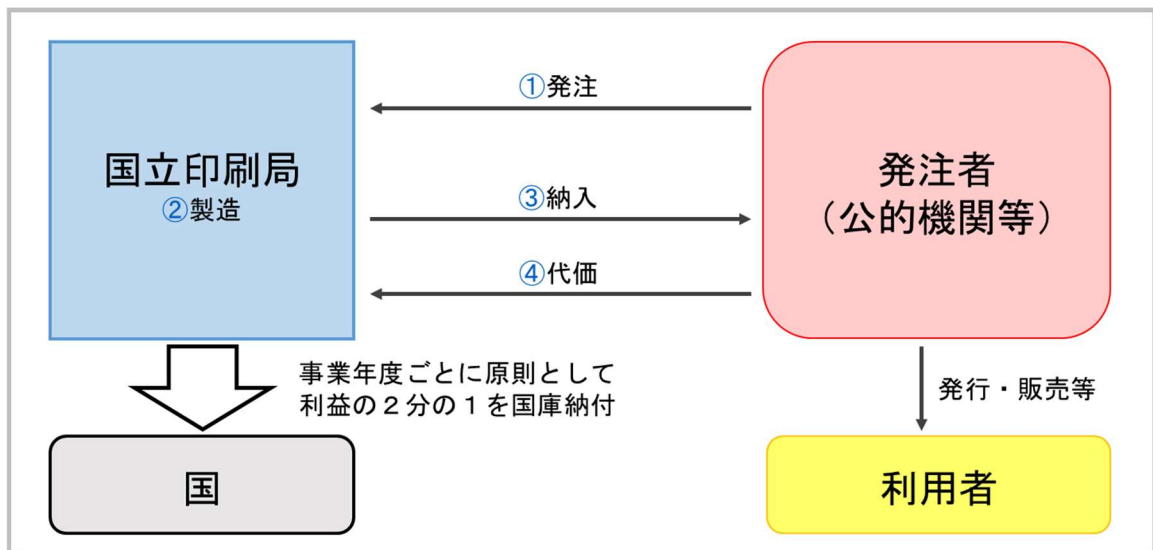 ①発注
国立印刷局
②製造
発注者
（公的機関等）
③納入
④代価
事業年度ごとに原則として
利益の２分の１を国庫納付
発行・販売等
国
利用者